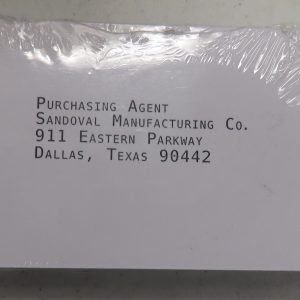 Purchasing Agent
Sandoval Manufacturing Co.
911 Eastern Parkway
Dallas, Texas 90442